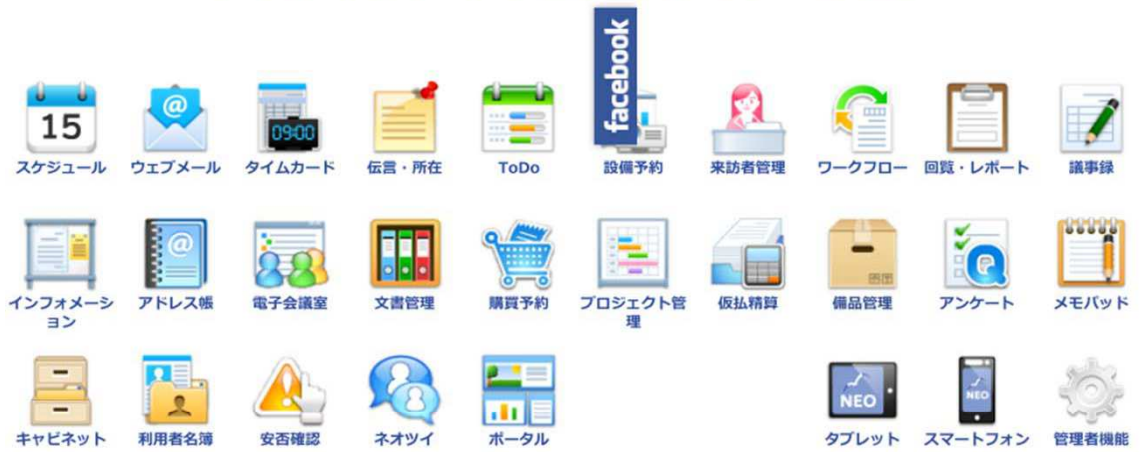 facebook
15
@
09:00
スケジュール
ウェブメール
タイムカード
伝言・所在
ToDo
設備予約
来訪者管理
ワークフロー
回覧・レポート
議事録
@
Q
インフォメーシ
ョン
アドレス帳
電子会議室
文書管理
購買予約
プロジェクト管
理
仮払精算
備品管理
アンケート
メモパッド
NEO
NEO
キャビネット
利用者名簿
安否確認
ネオツイ
ポータル
タブレット
スマートフォン
管理者機能